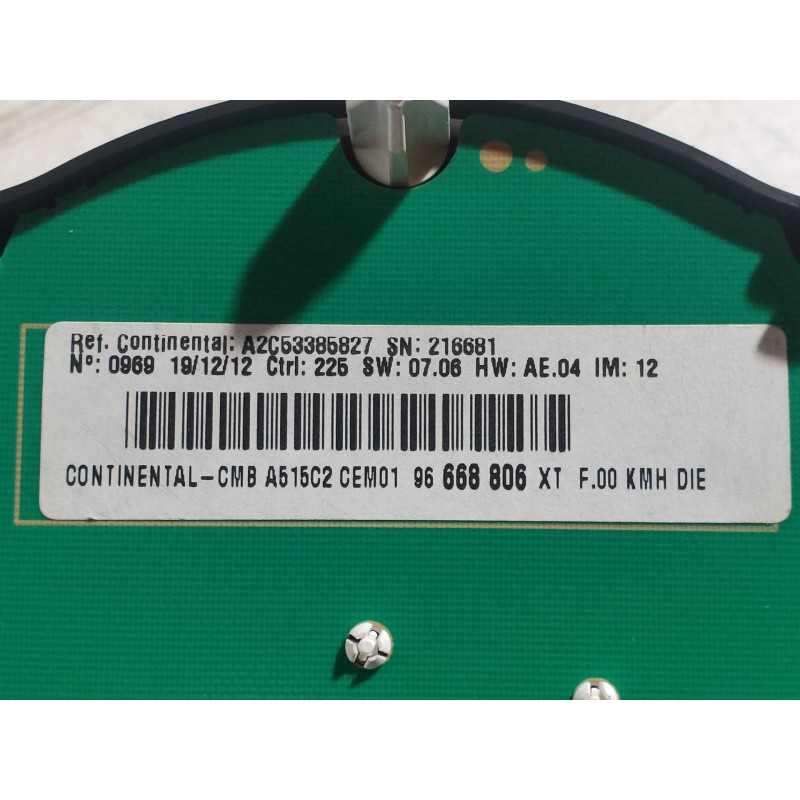 Ref. Continental: A2C53385827 SN: 216681
Nº: 0969 19/12/12 Ctrl: 225 SW: 07.06 HW: AE.04 IM: 12
CONTINENTAL-CMB A515C2 CEM01 96 668 806 XT F.00 KMH DIE